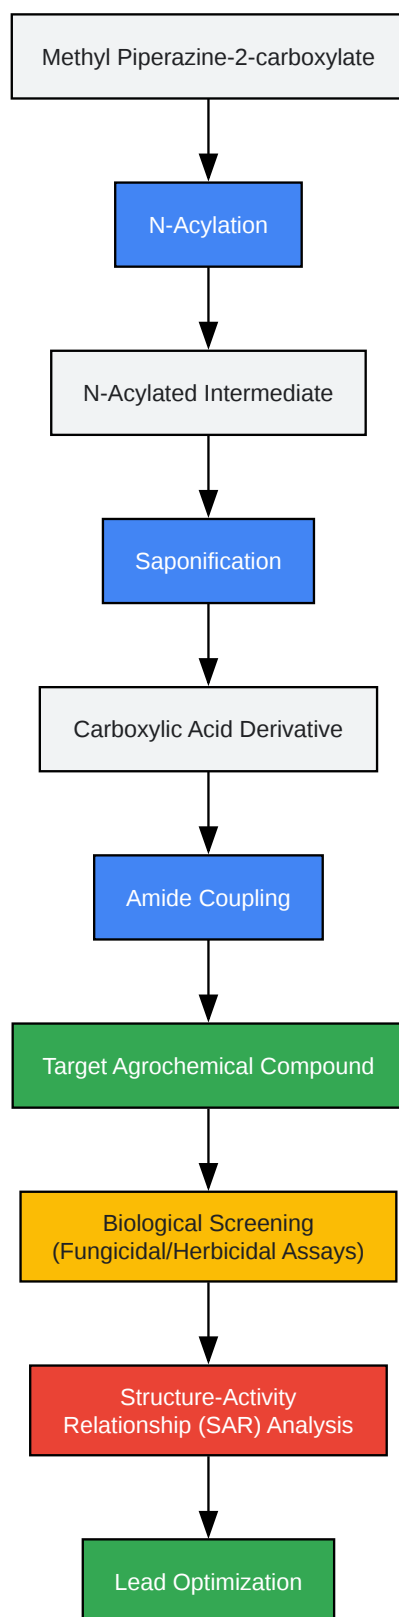 Methyl Piperazine-2-carboxylate
N-Acylation
N-Acylated Intermediate
Saponification
Carboxylic Acid Derivative
Amide Coupling
Target Agrochemical Compound
Biological Screening
(Fungicidal/Herbicidal Assays)
Structure-Activity
Relationship (SAR) Analysis
Lead Optimization